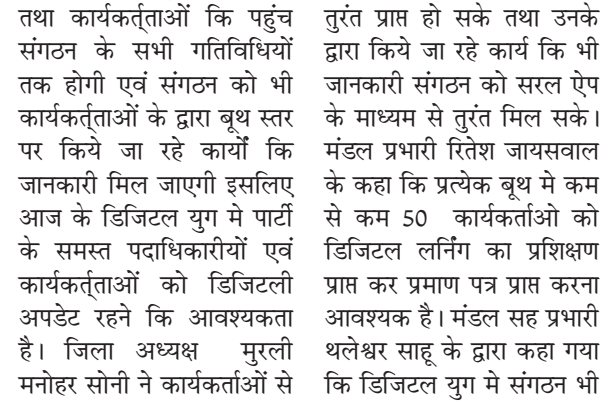 तथा कार्यकर्त्ताओं कि पहुंच
संगठन के सभी गतिविधियों
तक होगी एवं संगठन को भी
कार्यकर्त्ताओं के द्वारा बूथ स्तर
पर किये जा रहे कार्यों कि
जानकारी मिल जाएगी इसलिए
आज के डिजिटल युग मे पार्टी
के समस्त पदाधिकारीयों एवं
कार्यकर्त्ताओं को डिजिटली
अपडेट रहने कि आवश्यकता
है। जिला अध्यक्ष मुरली
मनोहर सोनी ने कार्यकर्ताओं से
तुरंत प्राप्त हो सके तथा उनके
द्वारा किये जा रहे कार्य कि भी
जानकारी संगठन को सरल ऐप
के माध्यम से तुरंत मिल सके।
मंडल प्रभारी रितेश जायसवाल
के कहा कि प्रत्येक बूथ मे कम
से कम 50 कार्यकर्ताओ को
डिजिटल लर्निंग का प्रशिक्षण
प्राप्त कर प्रमाण पत्र प्राप्त करना
आवश्यक है। मंडल सह प्रभारी
थलेश्वर साहू के द्वारा कहा गया
कि डिजिटल युग मे संगठन भी